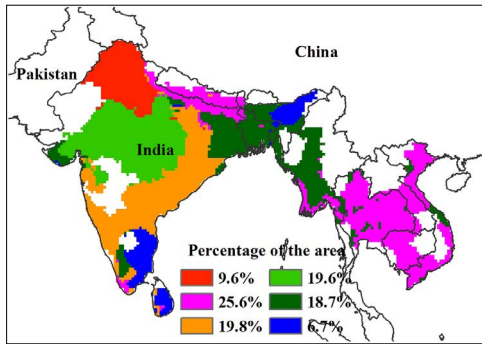 China
Pakistan
India
Percentage of the area
9.6% 19.6%
25.6% 18.7%
19.8% 6.7%